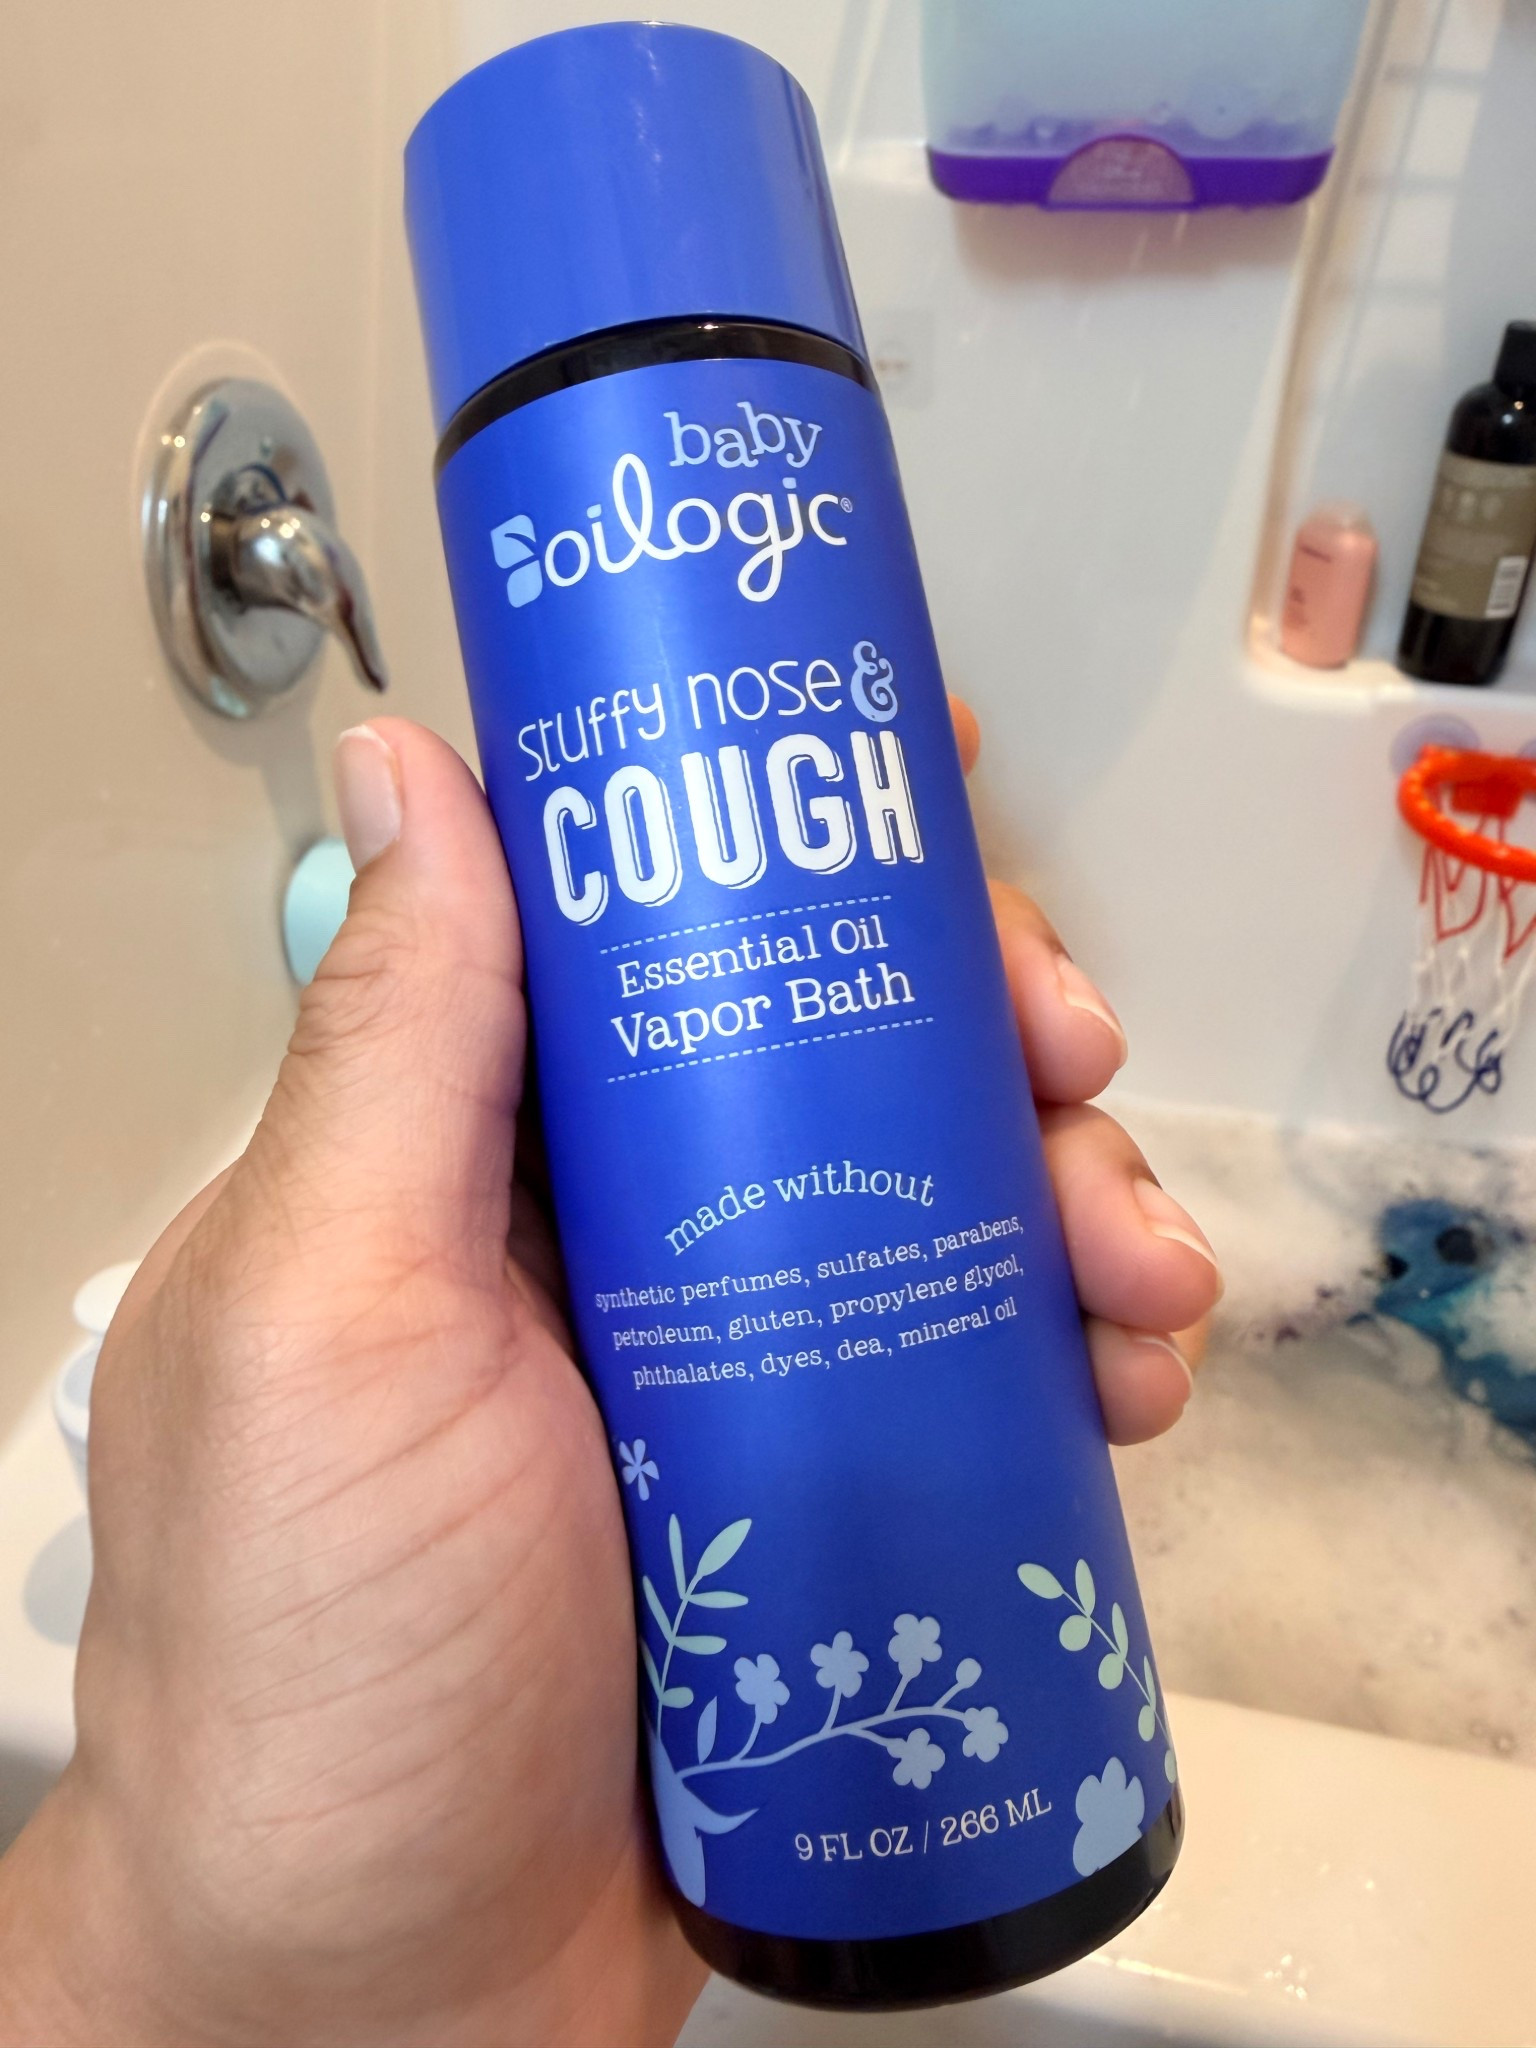 baby
oilogic®
stuffy nose &
COUGH
Essential Oil
Vapor Bath
made without
synthetic perfumes, sulfates, parabens,
petroleum, gluten, propylene glycol,
phthalates, dyes, dea, mineral oil
9 FL OZ / 266 ML